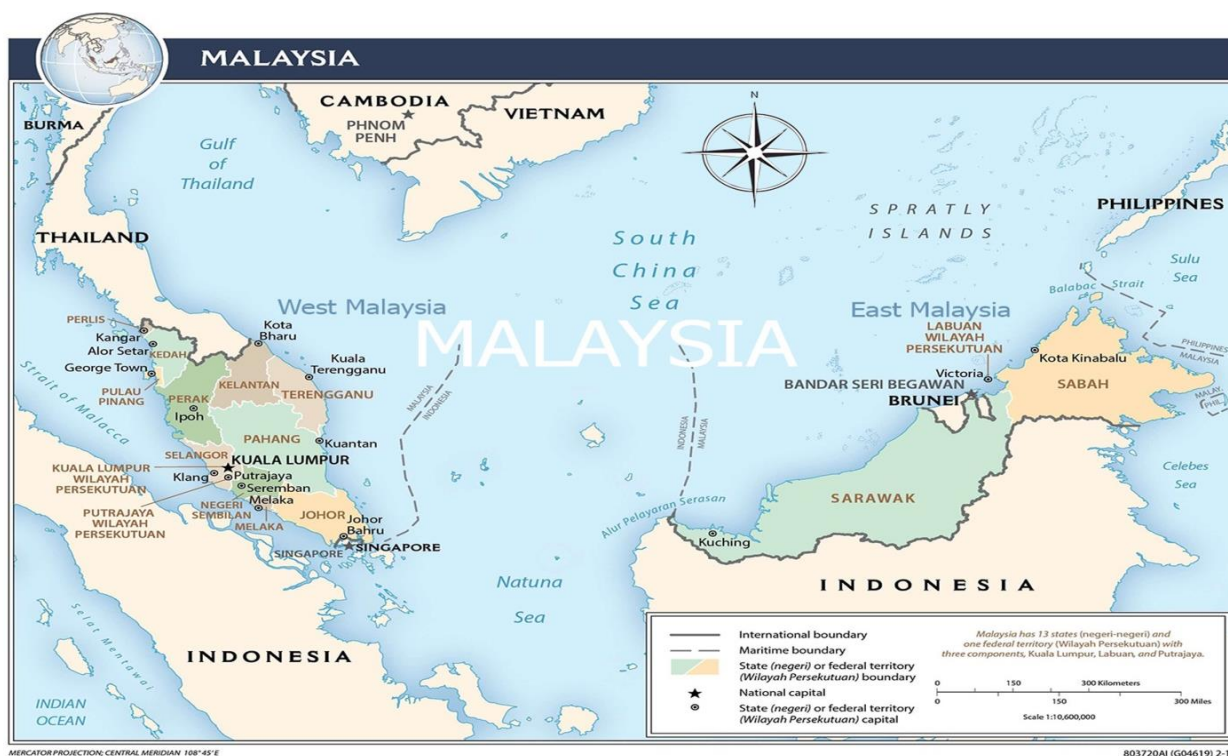 MALAYSIA
CAMBODIA
PHNOM
PENH
VIETNAM
BURMA
Gulf
of
Thailand
N
SPRATLY
ISLANDS
PHILIPPINES
THAILAND
South
China
Sea
Sulu
Sea
Balabac Strait
West Malaysia
East Malaysia
MALAYSIA
PERLIS
Kangar
Alor Setar
KEDAH
George Town
PULAU
PINANG
Kota
Bharu
Kuala
Terengganu
KELANTAN
TERENGGANU
PERAK
Ipoh
Strait of Malacca
PAHANG
Kuantan
SELANGOR
KUALA LUMPUR
KUALA LUMPUR
WILAYAH
PERSEKUTUAN
Klang
Putrajaya
Seremban
Melaka
PUTRAJAYA
WILAYAH
PERSEKUTUAN
NEGERI
SEMBILAN
MELAKA
JOHOR
Johor
Bahru
SINGAPORE
SINGAPORE
MALAYSIA
INDONESIA
INDONESIA
MALAYSIA
LABUAN
WILAYAH
PERSEKUTUAN
Victoria
Kota Kinabalu
BANDAR SERI BEGAWAN
BRUNEI
SABAH
PHILIPPINES
MALAYSIA
MALAY.
PHIL.
Celebes
Sea
SARAWAK
Alur Pelayaran Serasan
Kuching
Natuna
Sea
INDONESIA
INDONESIA
Selat Mentawai
INDIAN
OCEAN
International boundary
Maritime boundary
State (negeri) or federal territory
(Wilayah Persekutuan) boundary
National capital
State (negeri) or federal territory
(Wilayah Persekutuan) capital
Malaysia has 13 states (negeri-negeri) and
one federal territory (Wilayah Persekutuan) with
three components, Kuala Lumpur, Labuan, and Putrajaya.
0 150 300 Kilometers
0 150 300 Miles
Scale 1:10,600,000
MERCATOR PROJECTION; CENTRAL MERIDIAN 108°45'E
803720AI (G04619) 2-1